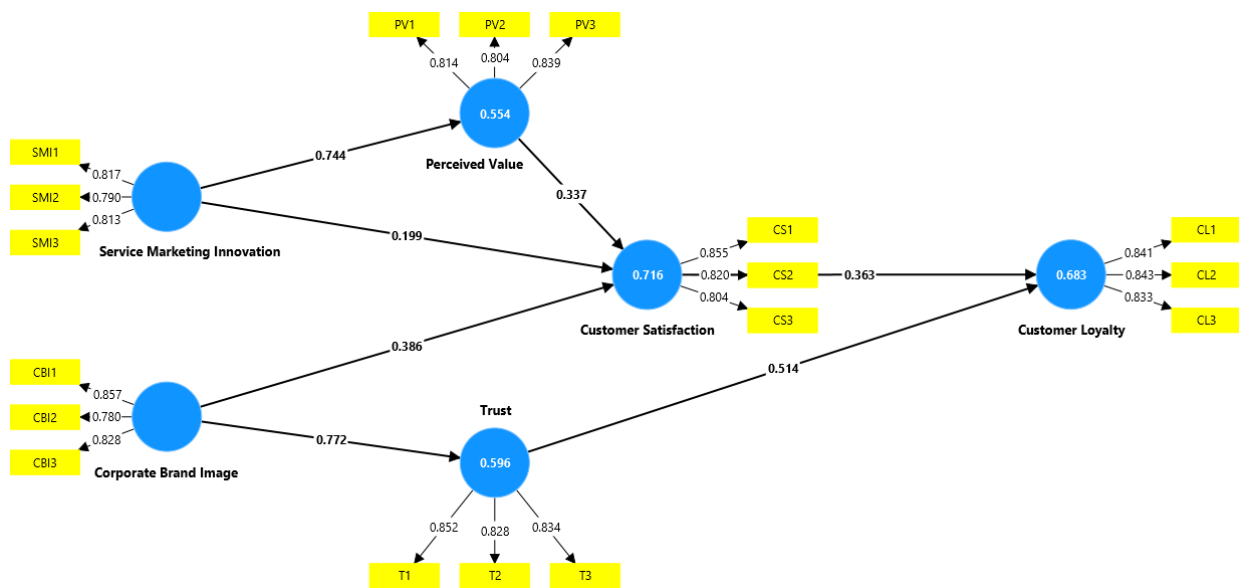 PV1 PV2 PV3
0.814 0.804 0.839
0.554
Perceived Value
SMI1
SMI2
SMI3
0.817
0.790
0.813
Service Marketing Innovation
0.744
0.337
0.199
CS1
CS2
CS3
0.855
0.820
0.804
0.716
Customer Satisfaction
0.363
0.683
Customer Loyalty
0.841
0.843
0.833
CL1
CL2
CL3
0.386
0.514
CBI1
CBI2
CBI3
0.857
0.780
0.828
Corporate Brand Image
0.772
Trust
0.596
0.852 0.828 0.834
T1 T2 T3